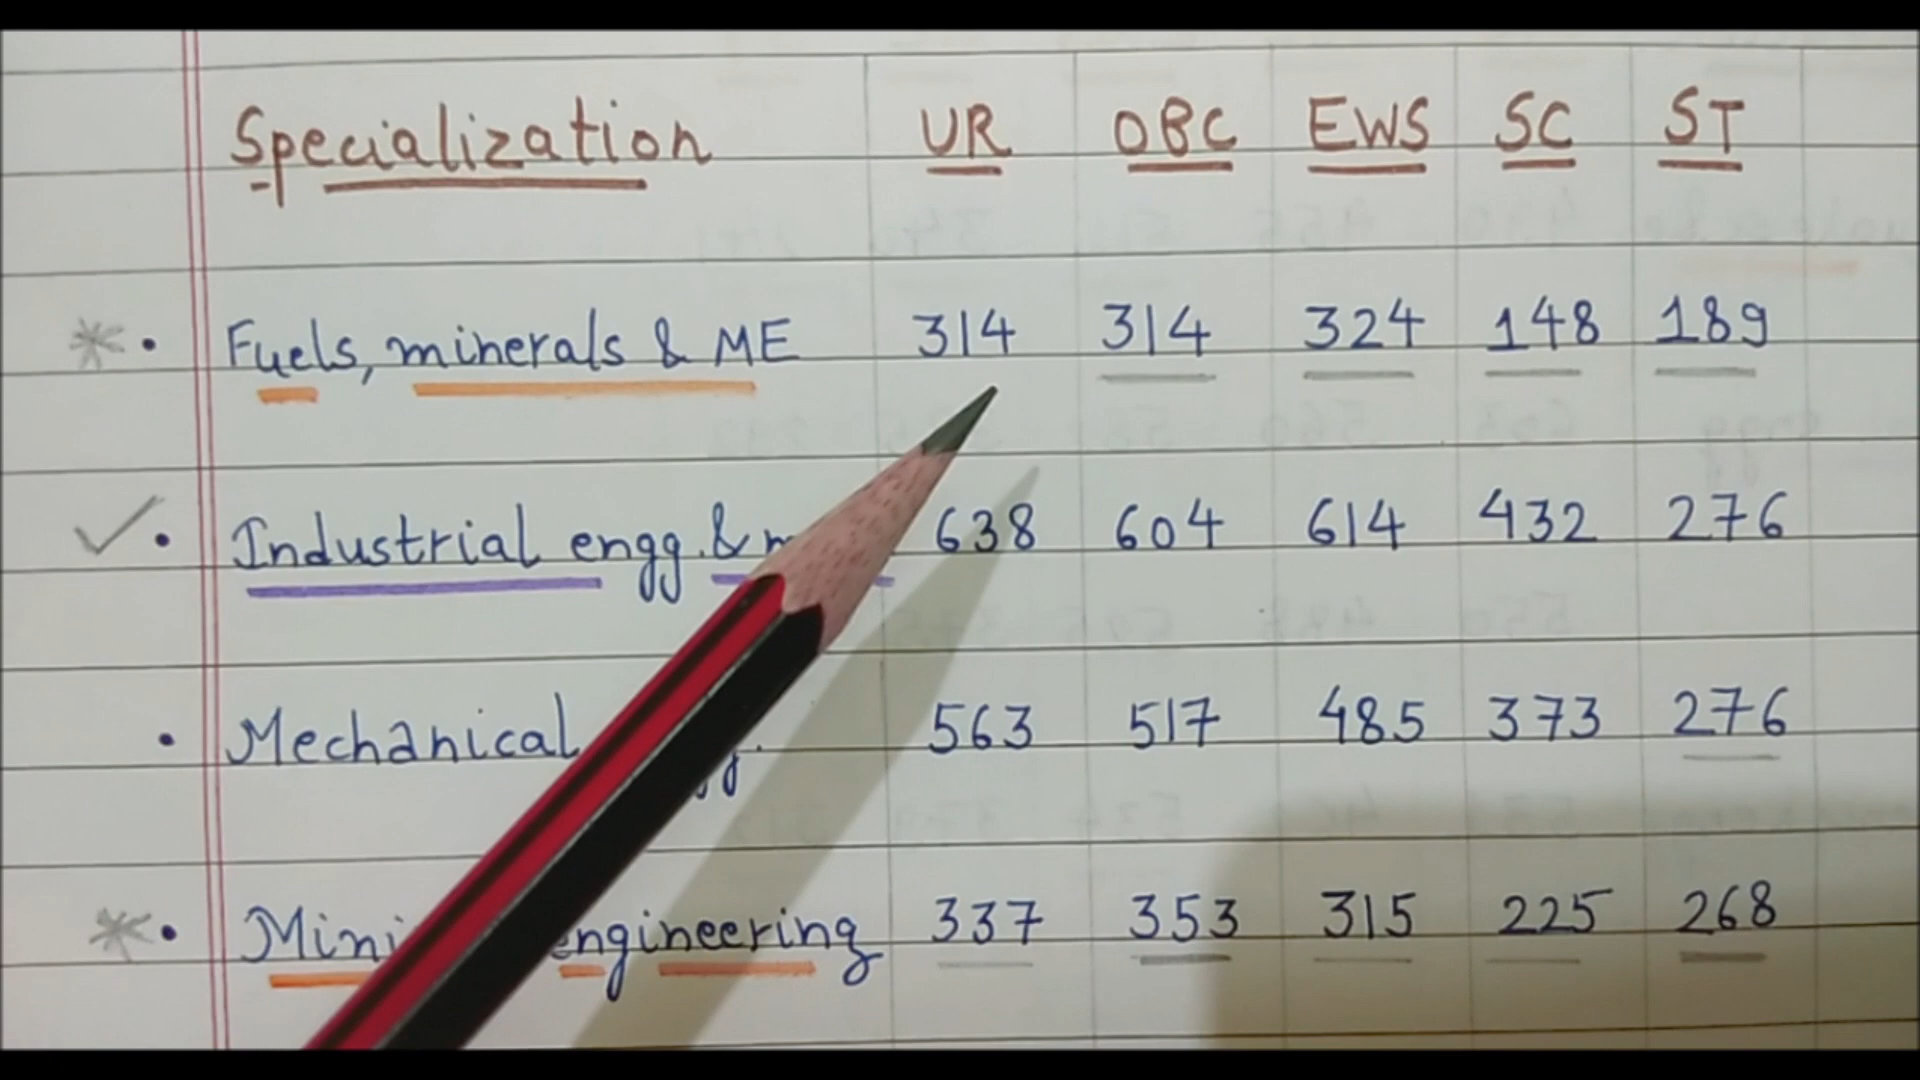 Specialization UR OBC EWS SC ST
* • Fuels, minerals & ME 314 314 324 148 189
✓ • Industrial engg. & 638 604 614 432 276
• Mechanical 563 517 485 373 276
* • engineering 337 353 315 225 268